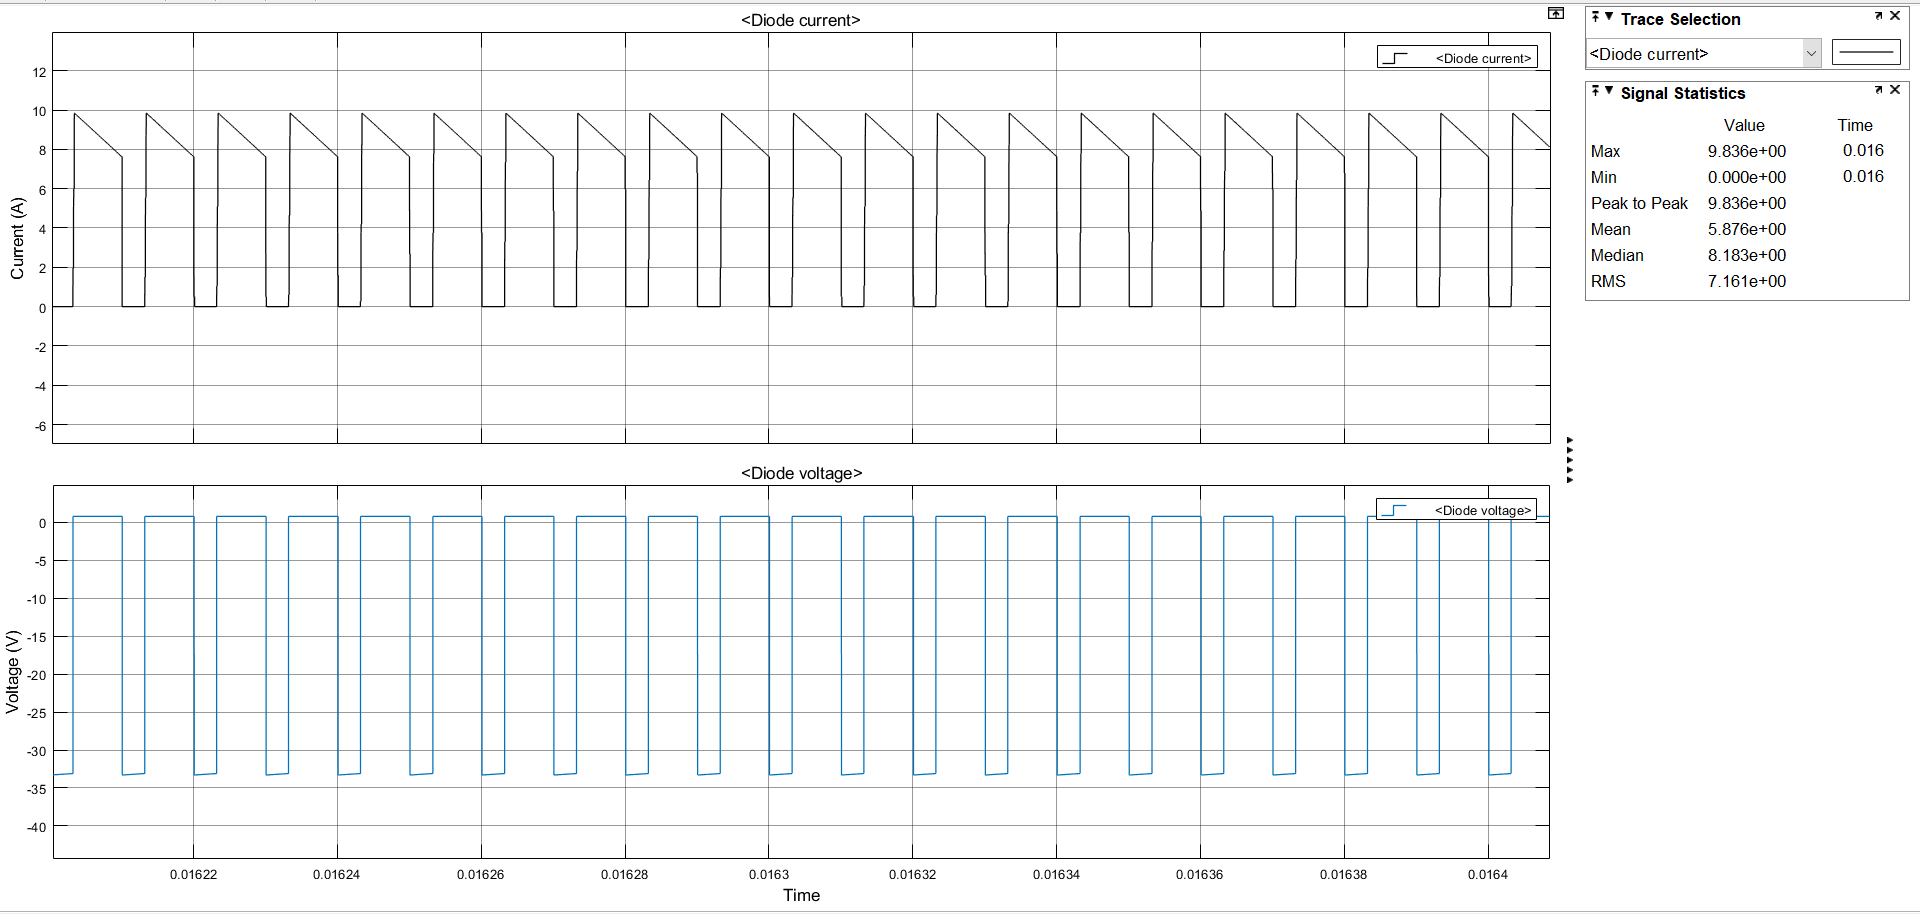 <Diode current>
<Diode current>
12
10
8
6
4
2
0
-2
-4
-6
Current (A)
<Diode voltage>
<Diode voltage>
0
-5
-10
-15
-20
-25
-30
-35
-40
Voltage (V)
0.01622
0.01624
0.01626
0.01628
0.0163
0.01632
0.01634
0.01636
0.01638
0.0164
Time
Trace Selection
<Diode current>
Signal Statistics
Value Time
Max 9.836e+00 0.016
Min 0.000e+00 0.016
Peak to Peak 9.836e+00
Mean 5.876e+00
Median 8.183e+00
RMS 7.161e+00